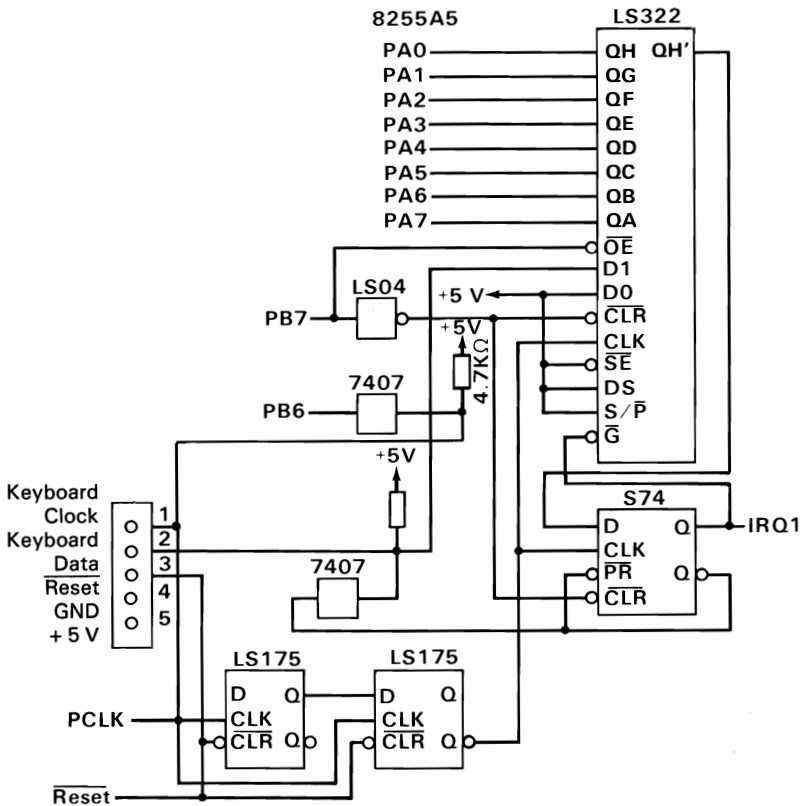 8255A5
LS322
PA0
QH QH'
PA1
QG
PA2
QF
PA3
QE
PA4
QD
PA5
QC
PA6
QB
PA7
QA
OE
D1
LS04
+5 V
D0
PB7
CLR
+5V
CLK
4.7KΩ
SE
7407
DS
PB6
S/P
G
+5V
Keyboard
Clock
1
S74
Keyboard
2
D Q
IRQ1
Data
3
CLK
Reset
4
7407
PR Q
GND
5
CLR
+5 V
LS175
LS175
D Q
D Q
PCLK
CLK
CLK
CLR Q
CLR Q
Reset